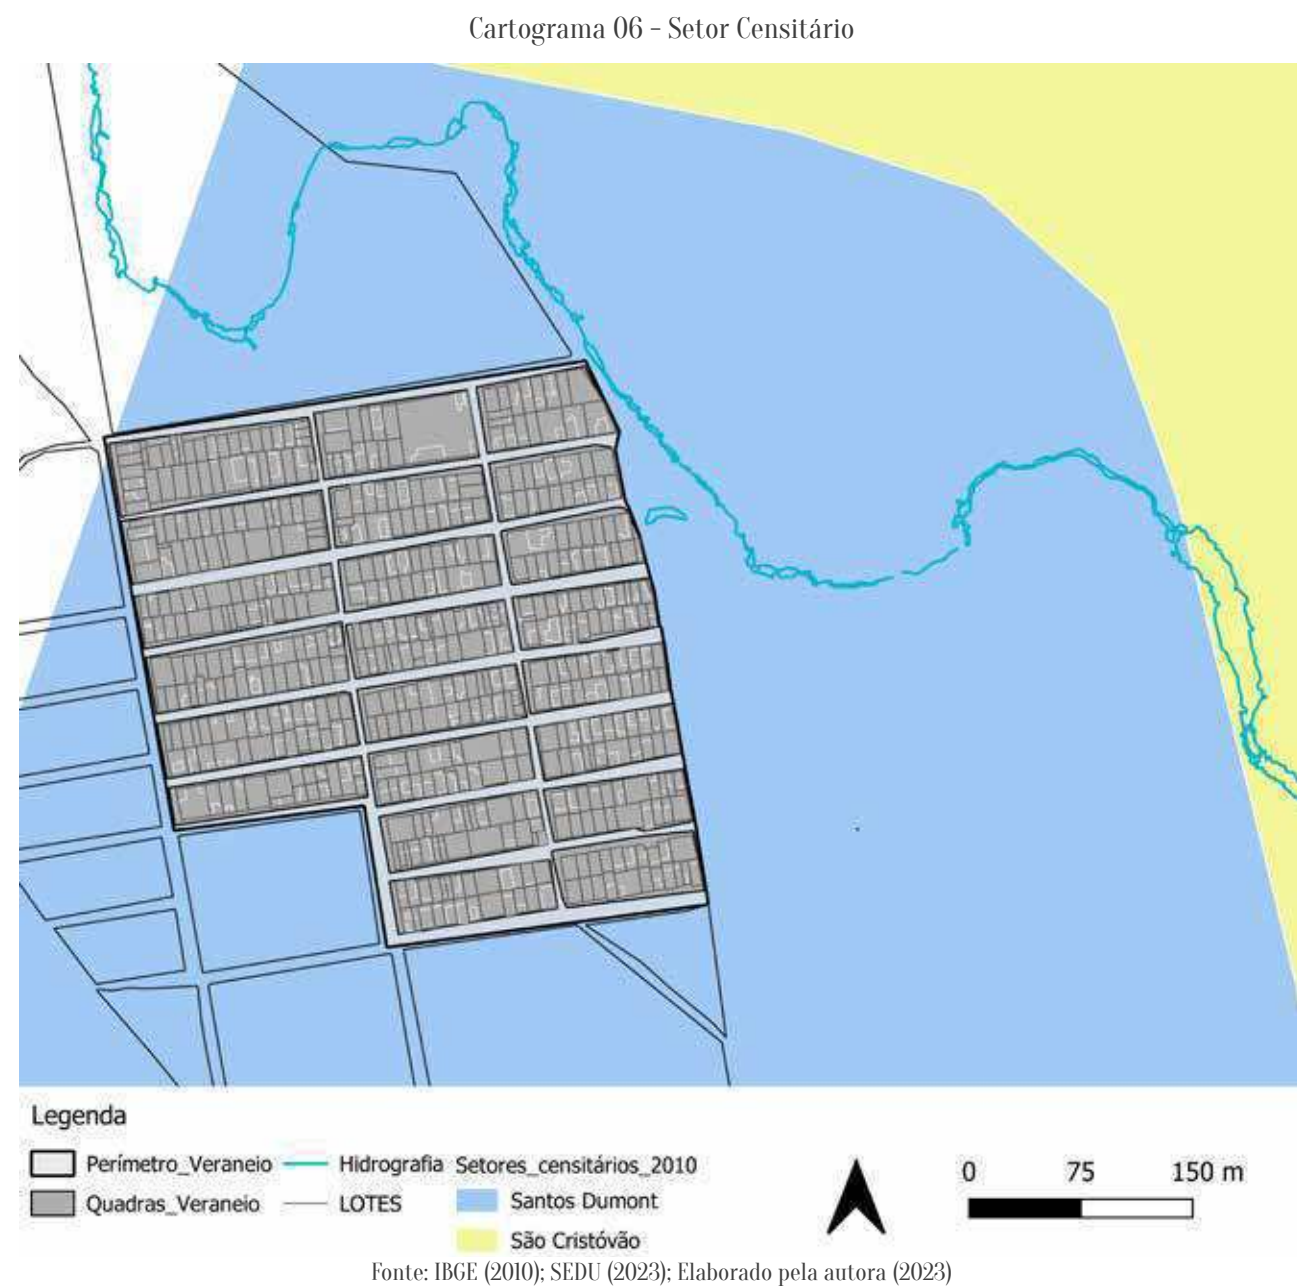 Cartograma 06 - Setor Censitário
Legenda
Perímetro_Veraneio
Hidrografia
Setores_censitários_2010
Quadras_Veraneio
LOTES
Santos Dumont
São Cristóvão
0 75 150 m
Fonte: IBGE (2010); SEDU (2023); Elaborado pela autora (2023)